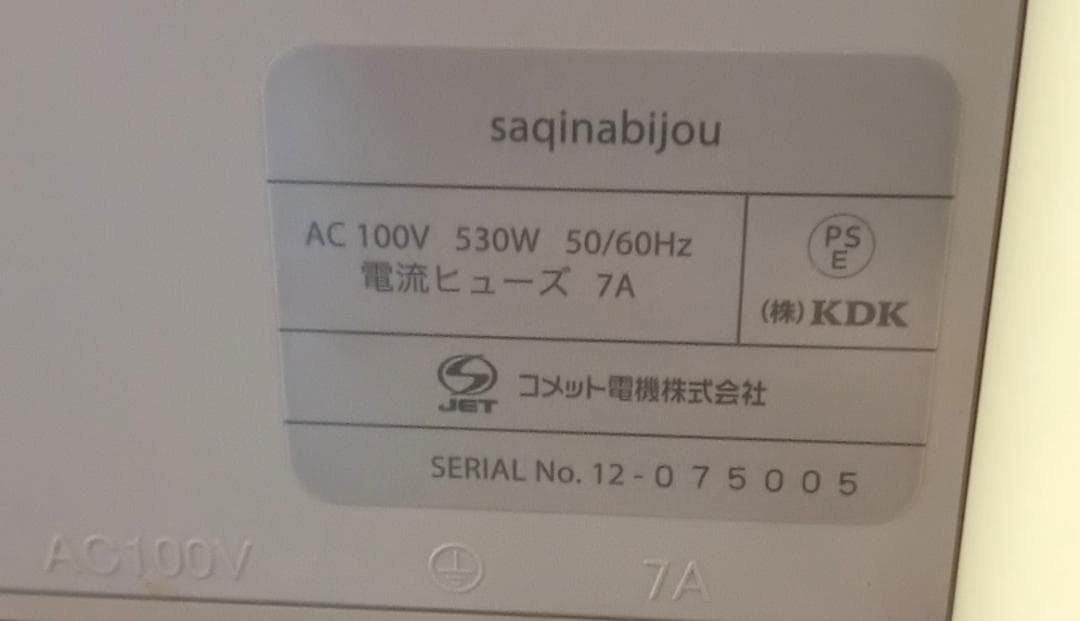 saqinabijou
AC 100V 530W 50/60Hz
電流ヒューズ 7A
PS
E
(株)KDK
JET コメット電機株式会社
SERIAL No. 12-075005
AC100V
7A